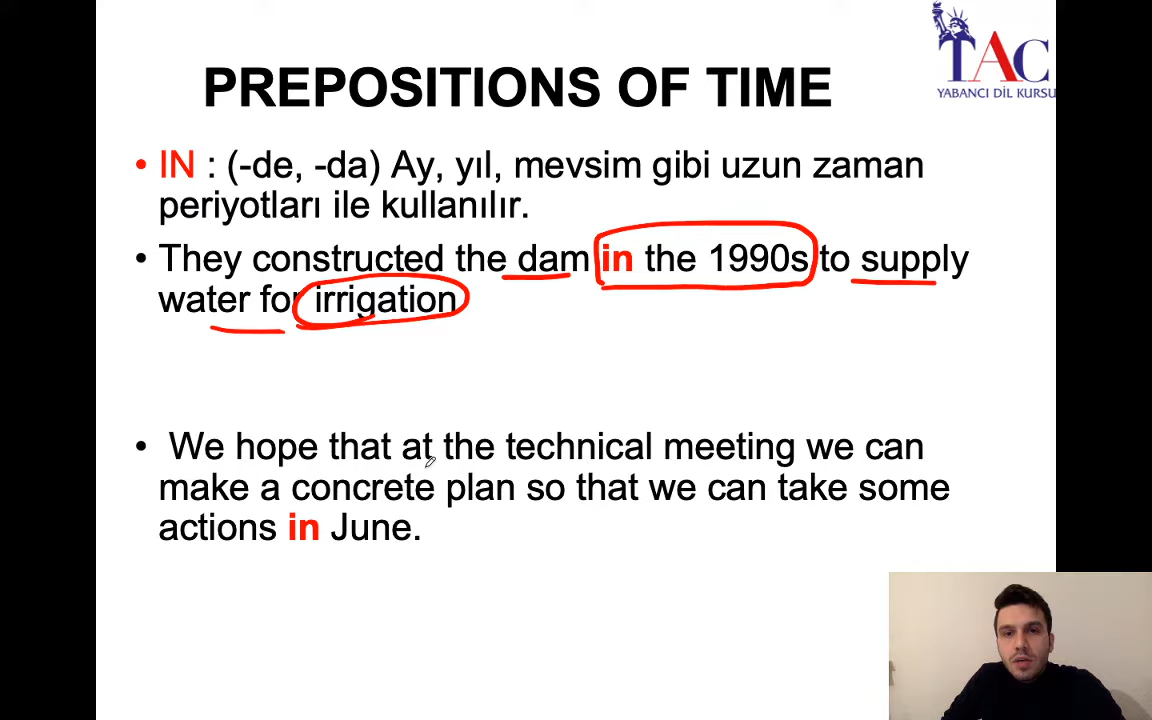 TAC
YABANCI DİL KURSU
PREPOSITIONS OF TIME
• IN : (-de, -da) Ay, yıl, mevsim gibi uzun zaman
periyotları ile kullanılır.
• They constructed the dam in the 1990s to supply
water for irrigation
• We hope that at the technical meeting we can
make a concrete plan so that we can take some
actions in June.